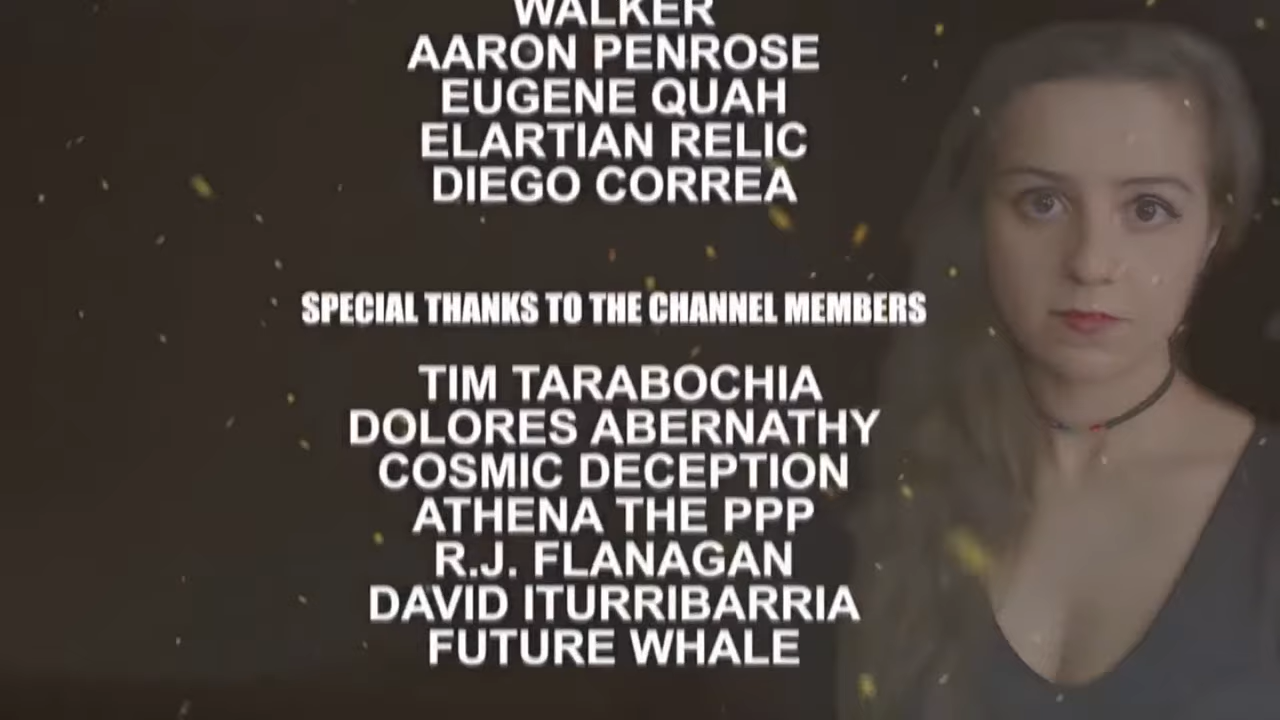 WALKER
AARON PENROSE
EUGENE QUAH
ELARTIAN RELIC
DIEGO CORREA
SPECIAL THANKS TO THE CHANNEL MEMBERS
TIM TARABOCHIA
DOLORES ABERNATHY
COSMIC DECEPTION
ATHENA THE PPP
R.J. FLANAGAN
DAVID ITURRIBARRIA
FUTURE WHALE